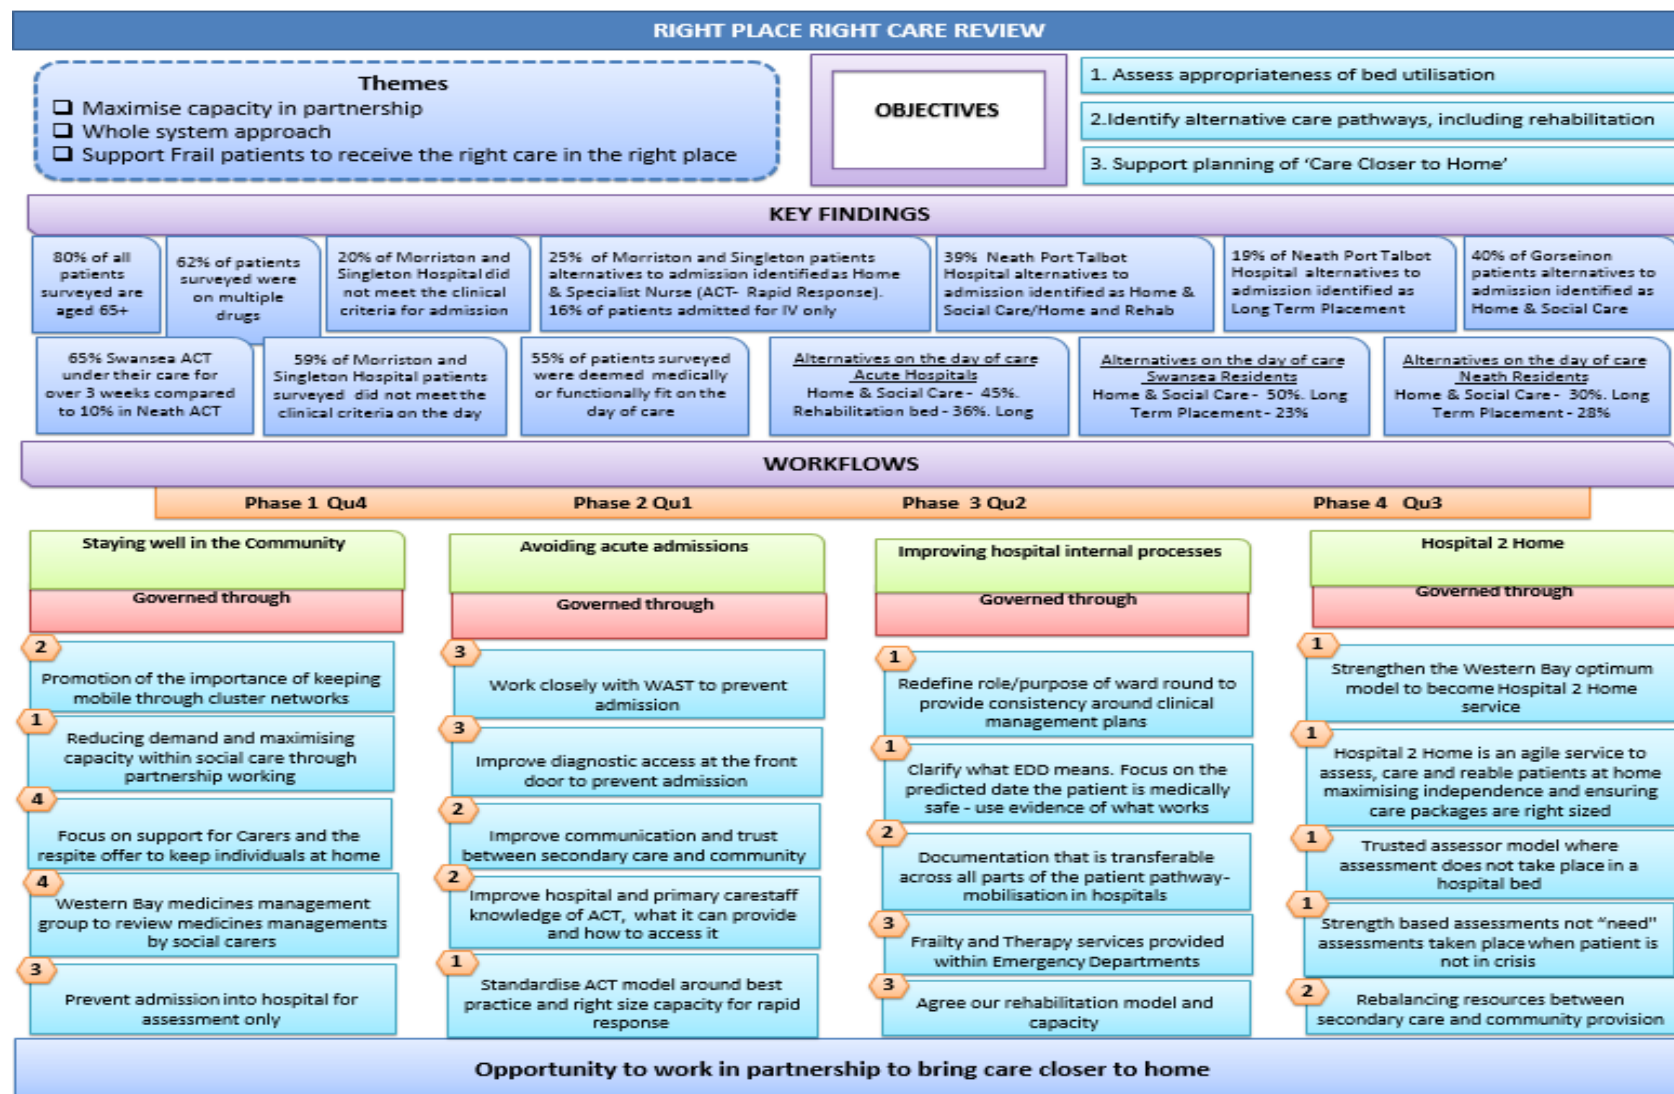 RIGHT PLACE RIGHT CARE REVIEW
Themes
❑ Maximise capacity in partnership
❑ Whole system approach
❑ Support Frail patients to receive the right care in the right place
OBJECTIVES
1. Assess appropriateness of bed utilisation
2.Identify alternative care pathways, including rehabilitation
3. Support planning of ‘Care Closer to Home’
KEY FINDINGS
80% of all
patients
surveyed are
aged 65+
62% of patients
surveyed were
on multiple
drugs
20% of Morriston and
Singleton Hospital did
not meet the clinical
criteria for admission
25% of Morriston and Singleton patients
alternatives to admission identified as Home
& Specialist Nurse (ACT- Rapid Response).
16% of patients admitted for IV only
39% Neath Port Talbot
Hospital alternatives to
admission identified as Home &
Social Care/Home and Rehab
19% of Neath Port Talbot
Hospital alternatives to
admission identified as
Long Term Placement
40% of Gorseinon
patients alternatives to
admission identified as
Home & Social Care
65% Swansea ACT
under their care for
over 3 weeks compared
to 10% in Neath ACT
59% of Morriston and
Singleton Hospital patients
surveyed did not meet the
clinical criteria on the day
55% of patients surveyed
were deemed medically
or functionally fit on the
day of care
Alternatives on the day of care
Acute Hospitals
Home & Social Care - 45%.
Rehabilitation bed - 36%. Long
Alternatives on the day of care
Swansea Residents
Home & Social Care - 50%. Long
Term Placement - 23%
Alternatives on the day of care
Neath Residents
Home & Social Care - 30%. Long
Term Placement - 28%
WORKFLOWS
Phase 1 Qu4
Phase 2 Qu1
Phase 3 Qu2
Phase 4 Qu3
Staying well in the Community
Governed through
2
Promotion of the importance of keeping
mobile through cluster networks
1
Reducing demand and maximising
capacity within social care through
partnership working
4
Focus on support for Carers and the
respite offer to keep individuals at home
4
Western Bay medicines management
group to review medicines managements
by social carers
3
Prevent admission into hospital for
assessment only
Avoiding acute admissions
Governed through
3
Work closely with WAST to prevent
admission
3
Improve diagnostic access at the front
door to prevent admission
2
Improve communication and trust
between secondary care and community
2
Improve hospital and primary carestaff
knowledge of ACT, what it can provide
and how to access it
1
Standardise ACT model around best
practice and right size capacity for rapid
response
Improving hospital internal processes
Governed through
1
Redefine role/purpose of ward round to
provide consistency around clinical
management plans
1
Clarify what EDD means. Focus on the
predicted date the patient is medically
safe - use evidence of what works
2
Documentation that is transferable
across all parts of the patient pathway-
mobilisation in hospitals
3
Frailty and Therapy services provided
within Emergency Departments
3
Agree our rehabilitation model and
capacity
Hospital 2 Home
Governed through
1
Strengthen the Western Bay optimum
model to become Hospital 2 Home
service
1
Hospital 2 Home is an agile service to
assess, care and reable patients at home
maximising independence and ensuring
care packages are right sized
1
Trusted assessor model where
assessment does not take place in a
hospital bed
1
Strength based assessments not “need”
assessments taken place when patient is
not in crisis
2
Rebalancing resources between
secondary care and community provision
Opportunity to work in partnership to bring care closer to home